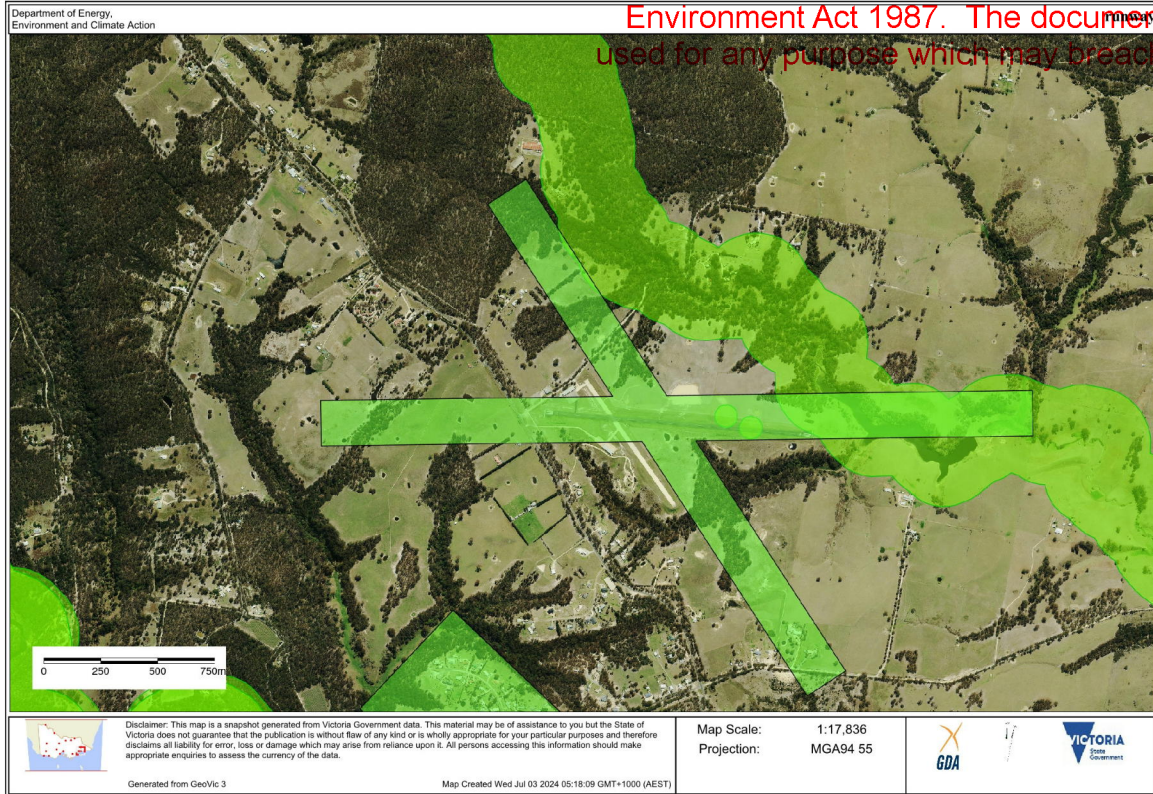 Department of Energy,
Environment and Climate Action
Environment Act 1987. The documen
runway
used for any purpose which may breach
0 250 500 750m
Disclaimer: This map is a snapshot generated from Victoria Government data. This material may be of assistance to you but the State of
Victoria does not guarantee that the publication is without flaw of any kind or is wholly appropriate for your particular purposes and therefore
disclaims all liability for error, loss or damage which may arise from reliance upon it. All persons accessing this information should make
appropriate enquiries to assess the currency of the data.
Generated from GeoVic 3
Map Created Wed Jul 03 2024 05:18:09 GMT+1000 (AEST)
Map Scale: 1:17,836
Projection: MGA94 55
GDA
VICTORIA
State
Government